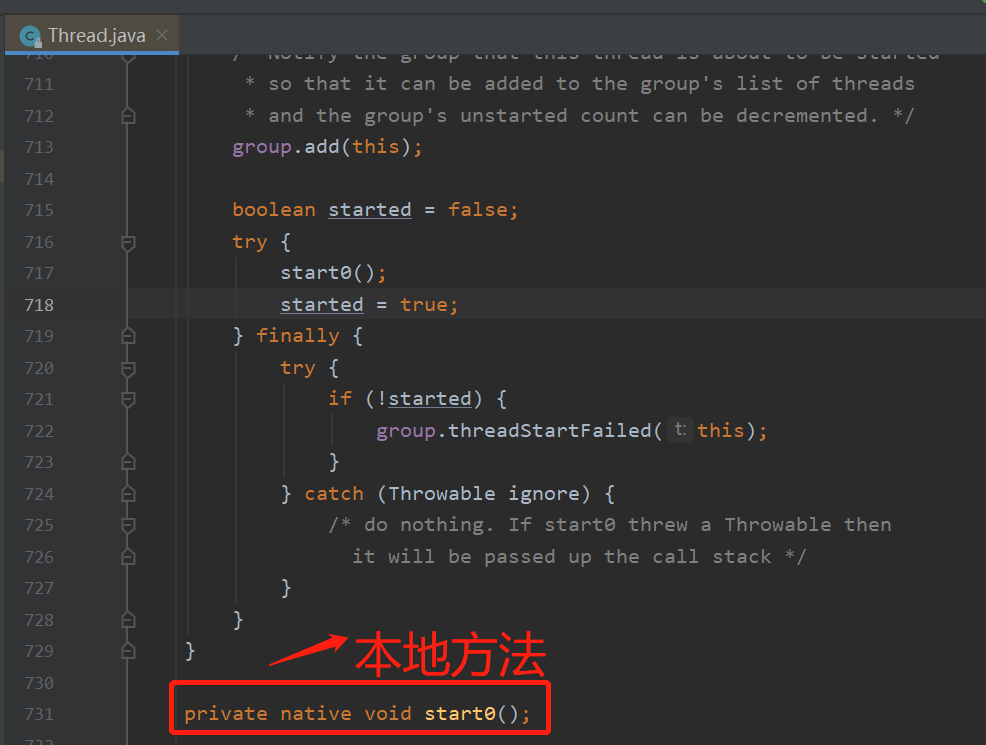 Thread.java
710 /* Notify the group that this thread is about to be started
711 * so that it can be added to the group's list of threads
712 * and the group's unstarted count can be decremented. */
713 group.add(this);
714
715 boolean started = false;
716 try {
717 start0();
718 started = true;
719 } finally {
720 try {
721 if (!started) {
722 group.threadStartFailed( t: this);
723 }
724 } catch (Throwable ignore) {
725 /* do nothing. If start0 threw a Throwable then
726 it will be passed up the call stack */
727 }
728 }
729 }
本地方法
730
731 private native void start0();
732